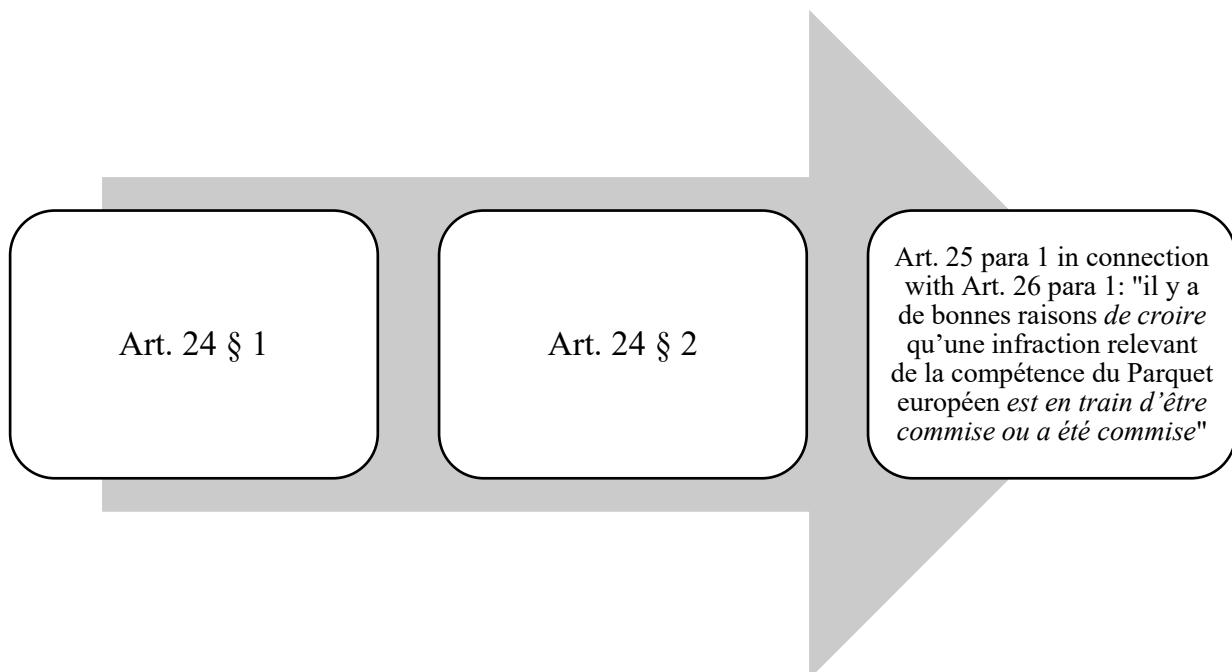 Art. 24 § 1
Art. 24 § 2
Art. 25 para 1 in connection
with Art. 26 para 1: "il y a
de bonnes raisons de croire
qu’une infraction relevant
de la compétence du Parquet
européen est en train d’être
commise ou a été commise"